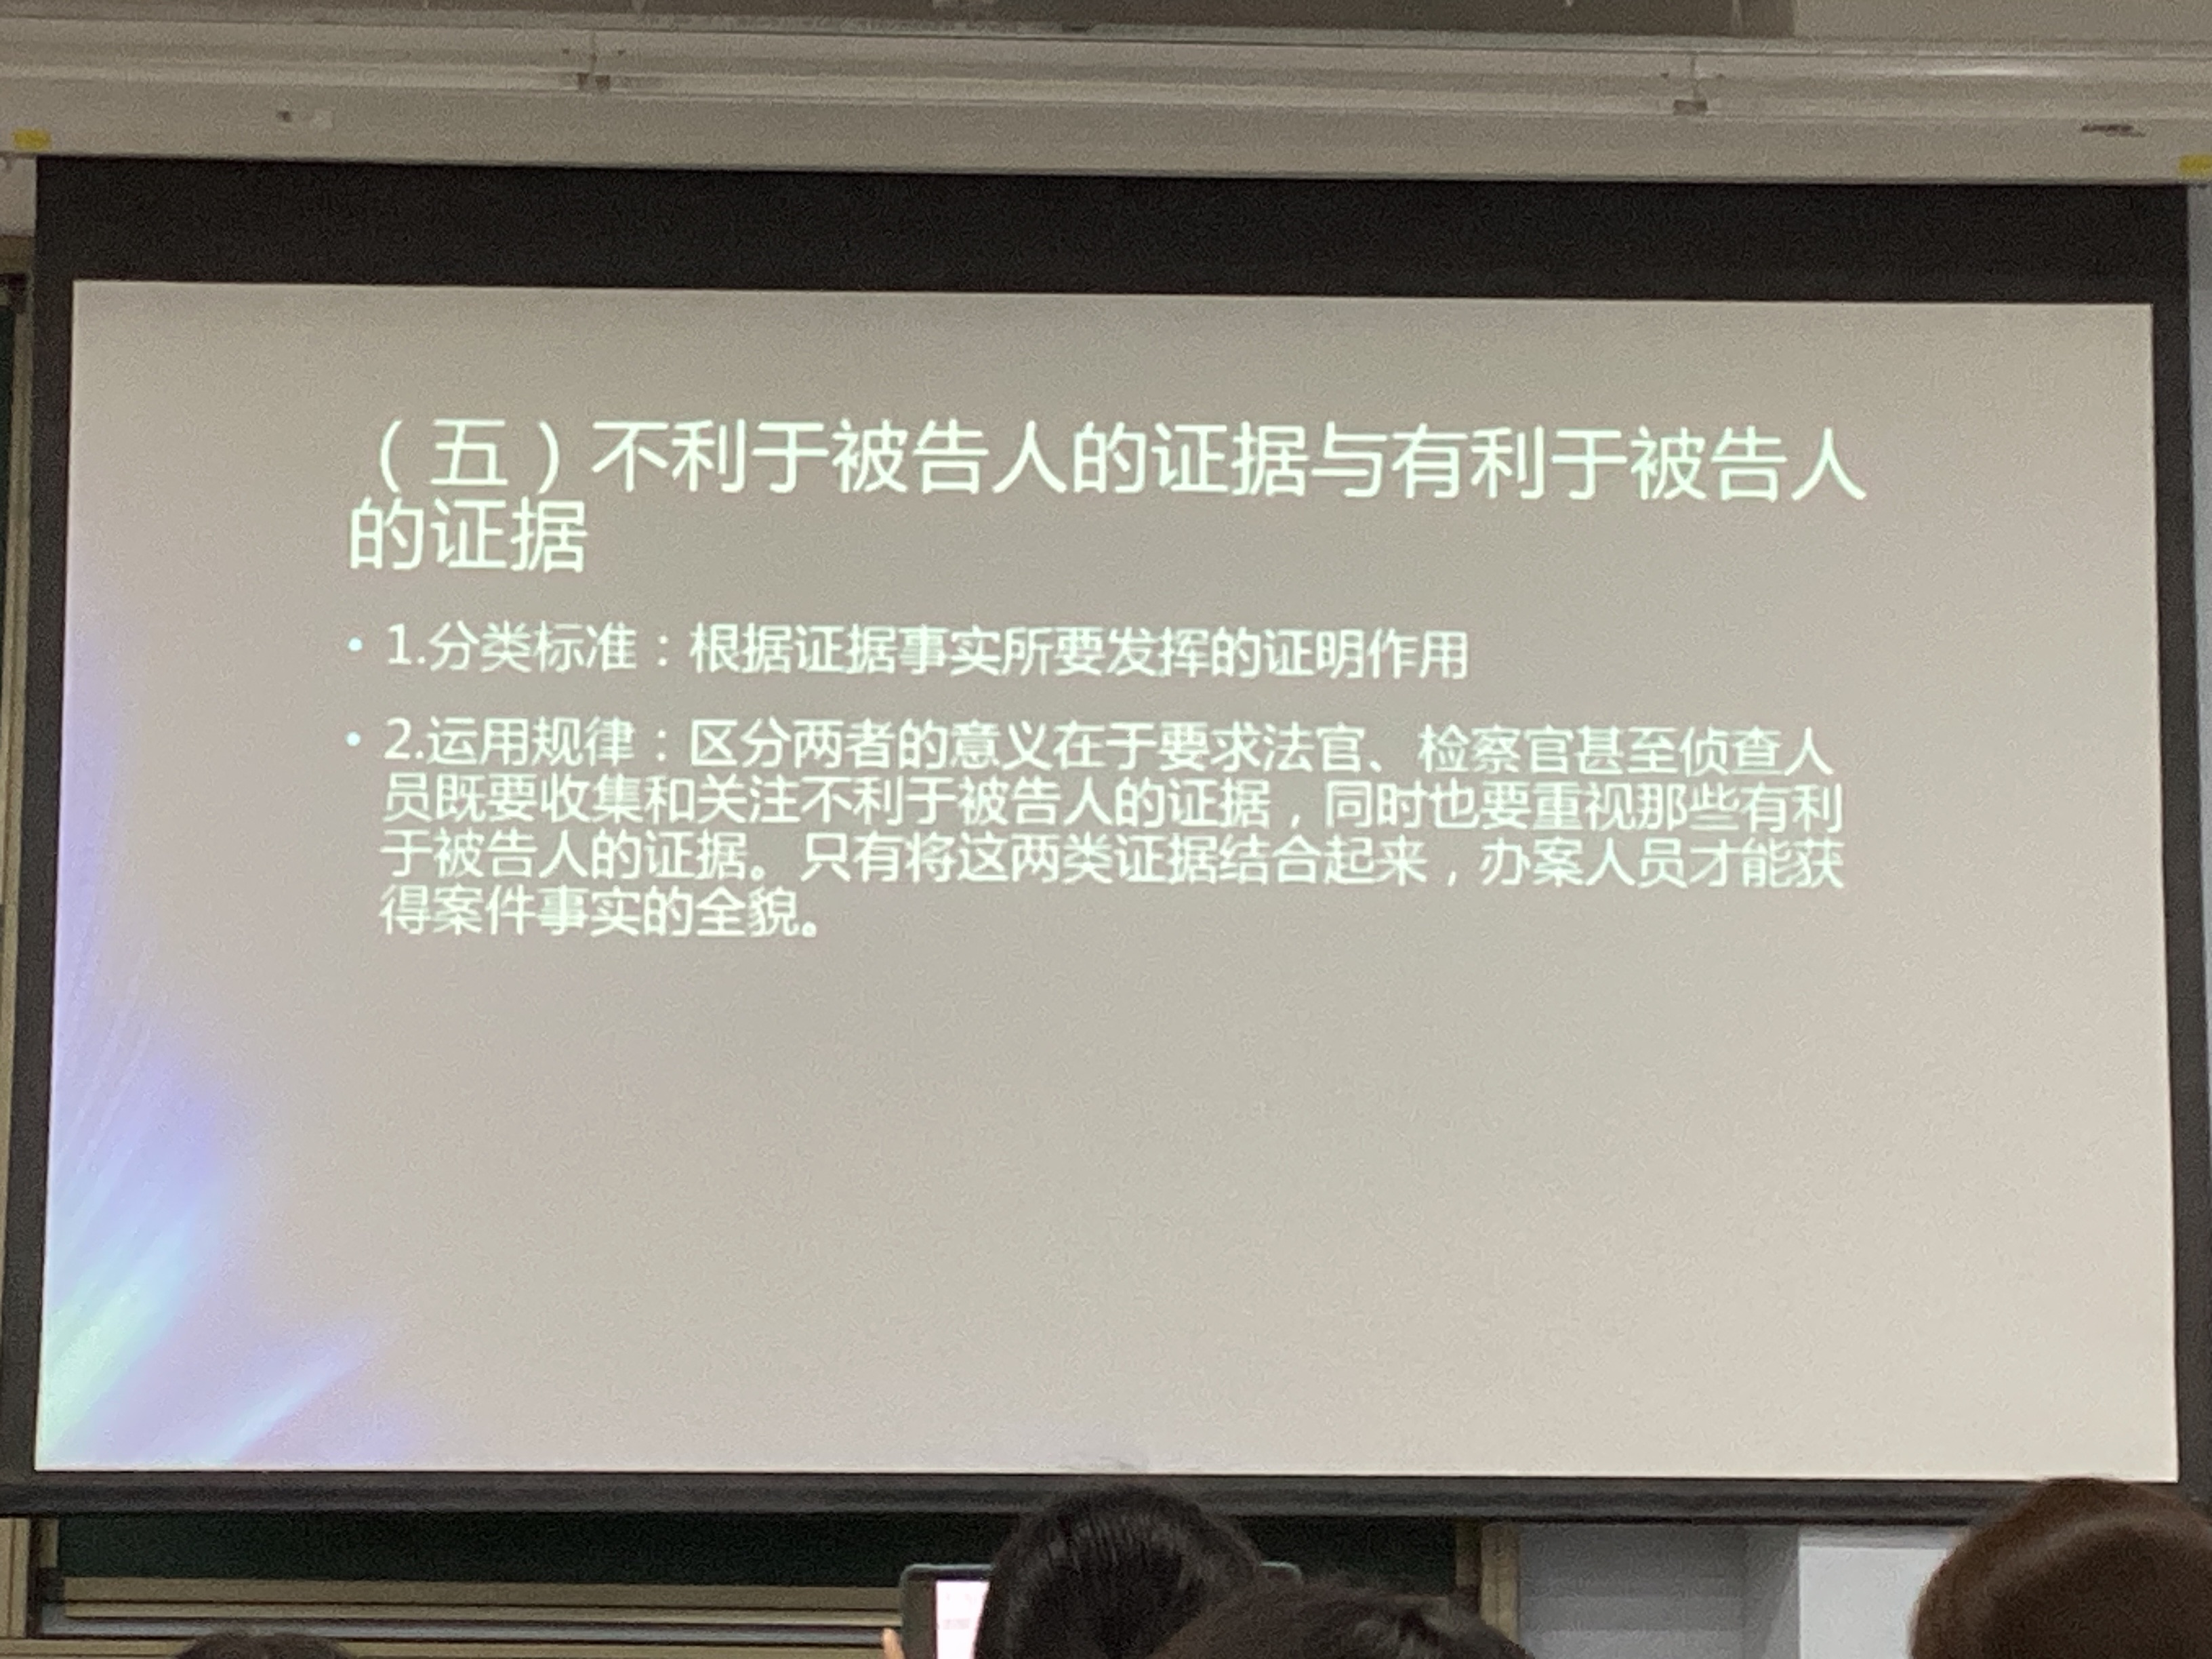 （五）不利于被告人的证据与有利于被告人
的证据
• 1.分类标准：根据证据事实所要发挥的证明作用
• 2.运用规律：区分两者的意义在于要求法官、检察官甚至侦查人
员既要收集和关注不利于被告人的证据，同时也要重视那些有利
于被告人的证据。只有将这两类证据结合起来，办案人员才能获
得案件事实的全貌。